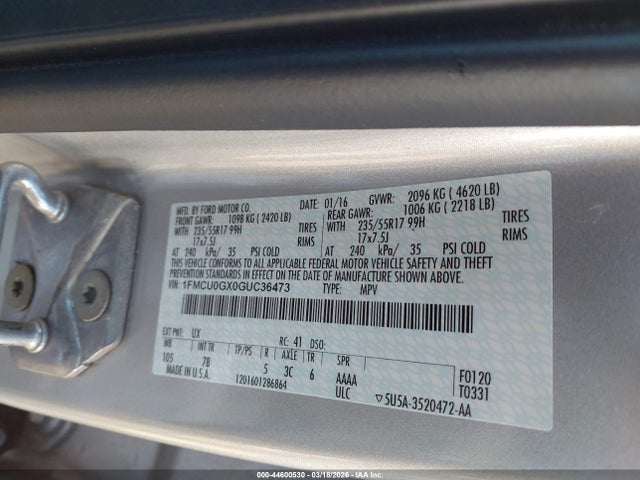 MFD. BY FORD MOTOR CO. 01/16 GVWR: 2096 KG ( 4620 LB)
FRONT GAWR: 1098 KG ( 2420 LB) REAR GAWR: 1006 KG ( 2218 LB)
WITH 235/55R17 99H TIRES WITH 235/55R17 99H TIRES
17x7.5J RIMS 17x7.5J RIMS
AT 240 kPa/ 35 PSI COLD AT 240 kPa/ 35 PSI COLD
THIS VEHICLE CONFORMS TO ALL APPLICABLE FEDERAL MOTOR VEHICLE SAFETY AND THEFT
PREVENTION STANDARDS IN EFFECT ON THE DATE OF MANUFACTURE SHOWN ABOVE.
VIN: 1FMCU0GX0GUC36473 TYPE: MPV
EXT PNT: UX RC: 41 DSO:
WB INT TR TP/PS R AXLE TR SPR
105 7B 5 3C 6 AAAA F0120
1201601286864 ULC T0331
▽5U5A-3520472-AA
000-44600530 - 03/18/2026 - IAAI.COM